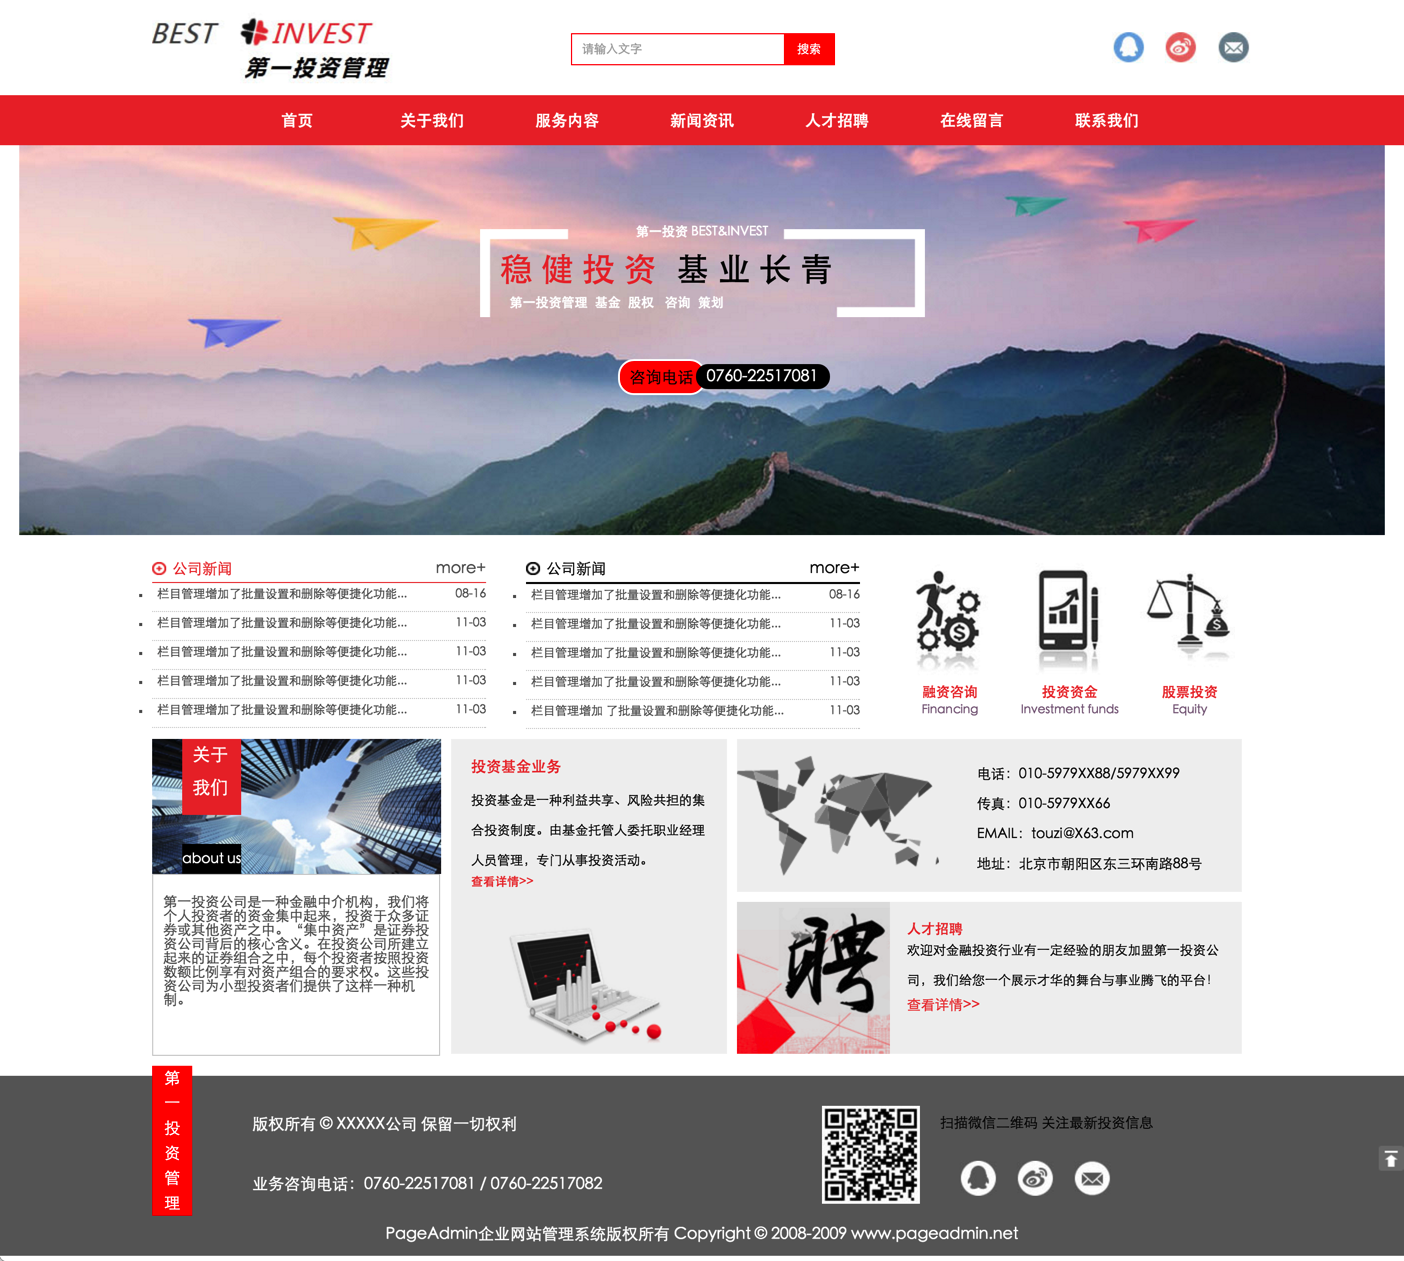 BEST INVEST
第一投资管理
请输入文字
搜索
首页 关于我们 服务内容 新闻资讯 人才招聘 在线留言 联系我们
第一投资 BEST&INVEST
稳健投资 基业长青
第一投资管理 基金 股权 咨询 策划
咨询电话 0760-22517081
公司新闻 more+
栏目管理增加了批量设置和删除等便捷化功能... 08-16
栏目管理增加了批量设置和删除等便捷化功能... 11-03
栏目管理增加了批量设置和删除等便捷化功能... 11-03
栏目管理增加了批量设置和删除等便捷化功能... 11-03
栏目管理增加了批量设置和删除等便捷化功能... 11-03
公司新闻 more+
栏目管理增加了批量设置和删除等便捷化功能... 08-16
栏目管理增加了批量设置和删除等便捷化功能... 11-03
栏目管理增加了批量设置和删除等便捷化功能... 11-03
栏目管理增加了批量设置和删除等便捷化功能... 11-03
栏目管理增加 了批量设置和删除等便捷化功能... 11-03
融资咨询
Financing
投资资金
Investment funds
股票投资
Equity
关于
我们
about us
第一投资公司是一种金融中介机构，我们将
个人投资者的资金集中起来，投资于众多证
券或其他资产之中。“集中资产”是证券投
资公司背后的核心含义。在投资公司所建立
起来的证券组合之中，每个投资者按照投资
数额比例享有对资产组合的要求权。这些投
资公司为小型投资者们提供了这样一种机
制。
投资基金业务
投资基金是一种利益共享、风险共担的集
合投资制度。由基金托管人委托职业经理
人员管理，专门从事投资活动。
查看详情>>
电话：010-5979XX88/5979XX99
传真：010-5979XX66
EMAIL：touzi@X63.com
地址：北京市朝阳区东三环南路88号
聘
人才招聘
欢迎对金融投资行业有一定经验的朋友加盟第一投资公
司，我们给您一个展示才华的舞台与事业腾飞的平台！
查看详情>>
第
一
投
资
管
理
版权所有 © XXXXX公司 保留一切权利
业务咨询电话：0760-22517081 / 0760-22517082
扫描微信二维码 关注最新投资信息
PageAdmin企业网站管理系统版权所有 Copyright © 2008-2009 www.pageadmin.net